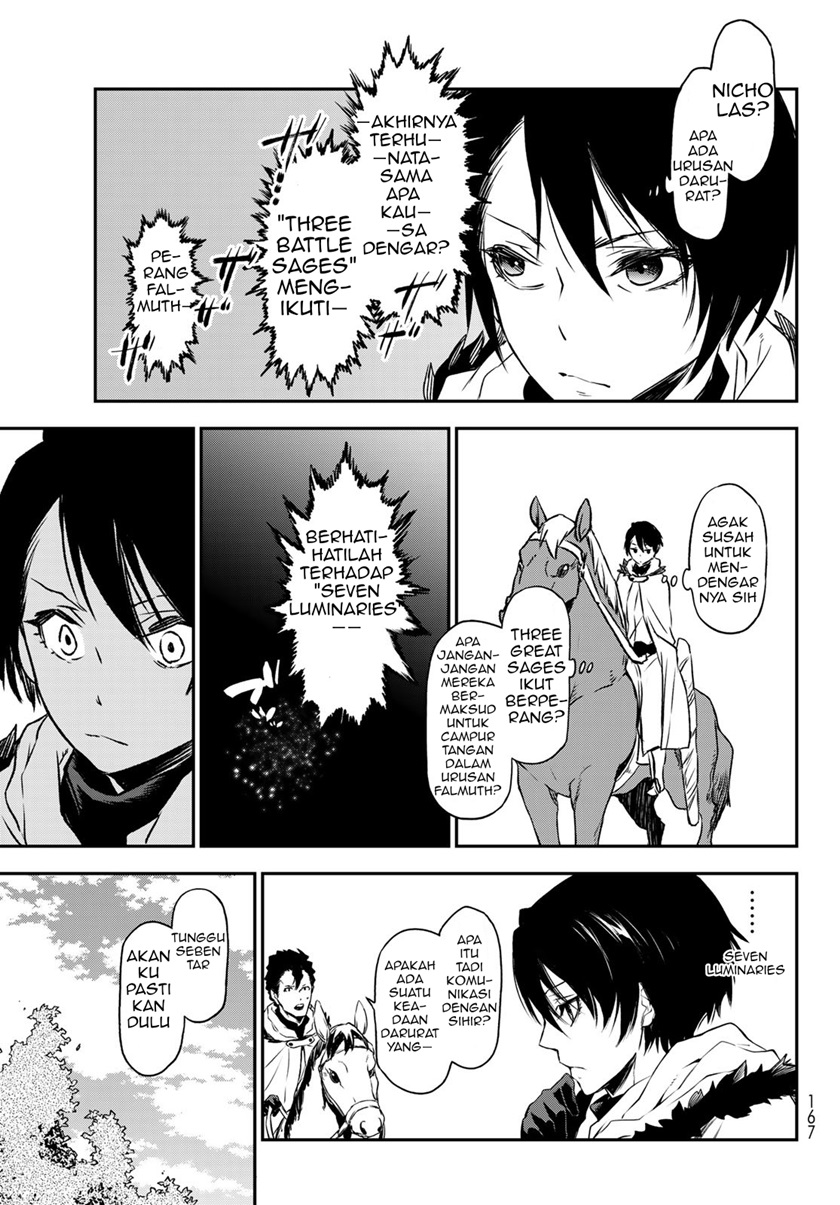 NICHO
LAS?
APA
ADA
URUSAN
DARU-
RAT?
—AKHIRNYA
TERHU—
—NATA-
SAMA
APA
KAU—
—SA
DENGAR?
"THREE
BATTLE
SAGES"
MENG-
IKUTI—
PE-
RANG
FAL-
MUTH—
AGAK
SUSAH
UNTUK
MEN-
DENGAR
NYA SIH
THREE
GREAT
SAGES
IKUT
BERPE-
RANG?
APA
JANGAN-
JANGAN
MEREKA
BER-
MAKSUD
UNTUK
CAMPUR
TANGAN
DALAM
URUSAN
FALMUTH?
BERHATI-
HATILAH
TERHADAP
"SEVEN
LUMINARIES"
——
SEVEN
LUMINARIES
APA
ITU
TADI
KOMU-
NIKASI
DENGAN
SIHIR?
APAKAH
ADA
SUATU
KEA-
DAAN
DARURAT
YANG—
TUNGGU
SEBEN
TAR
AKAN
KU
PASTI
KAN
DULU
167